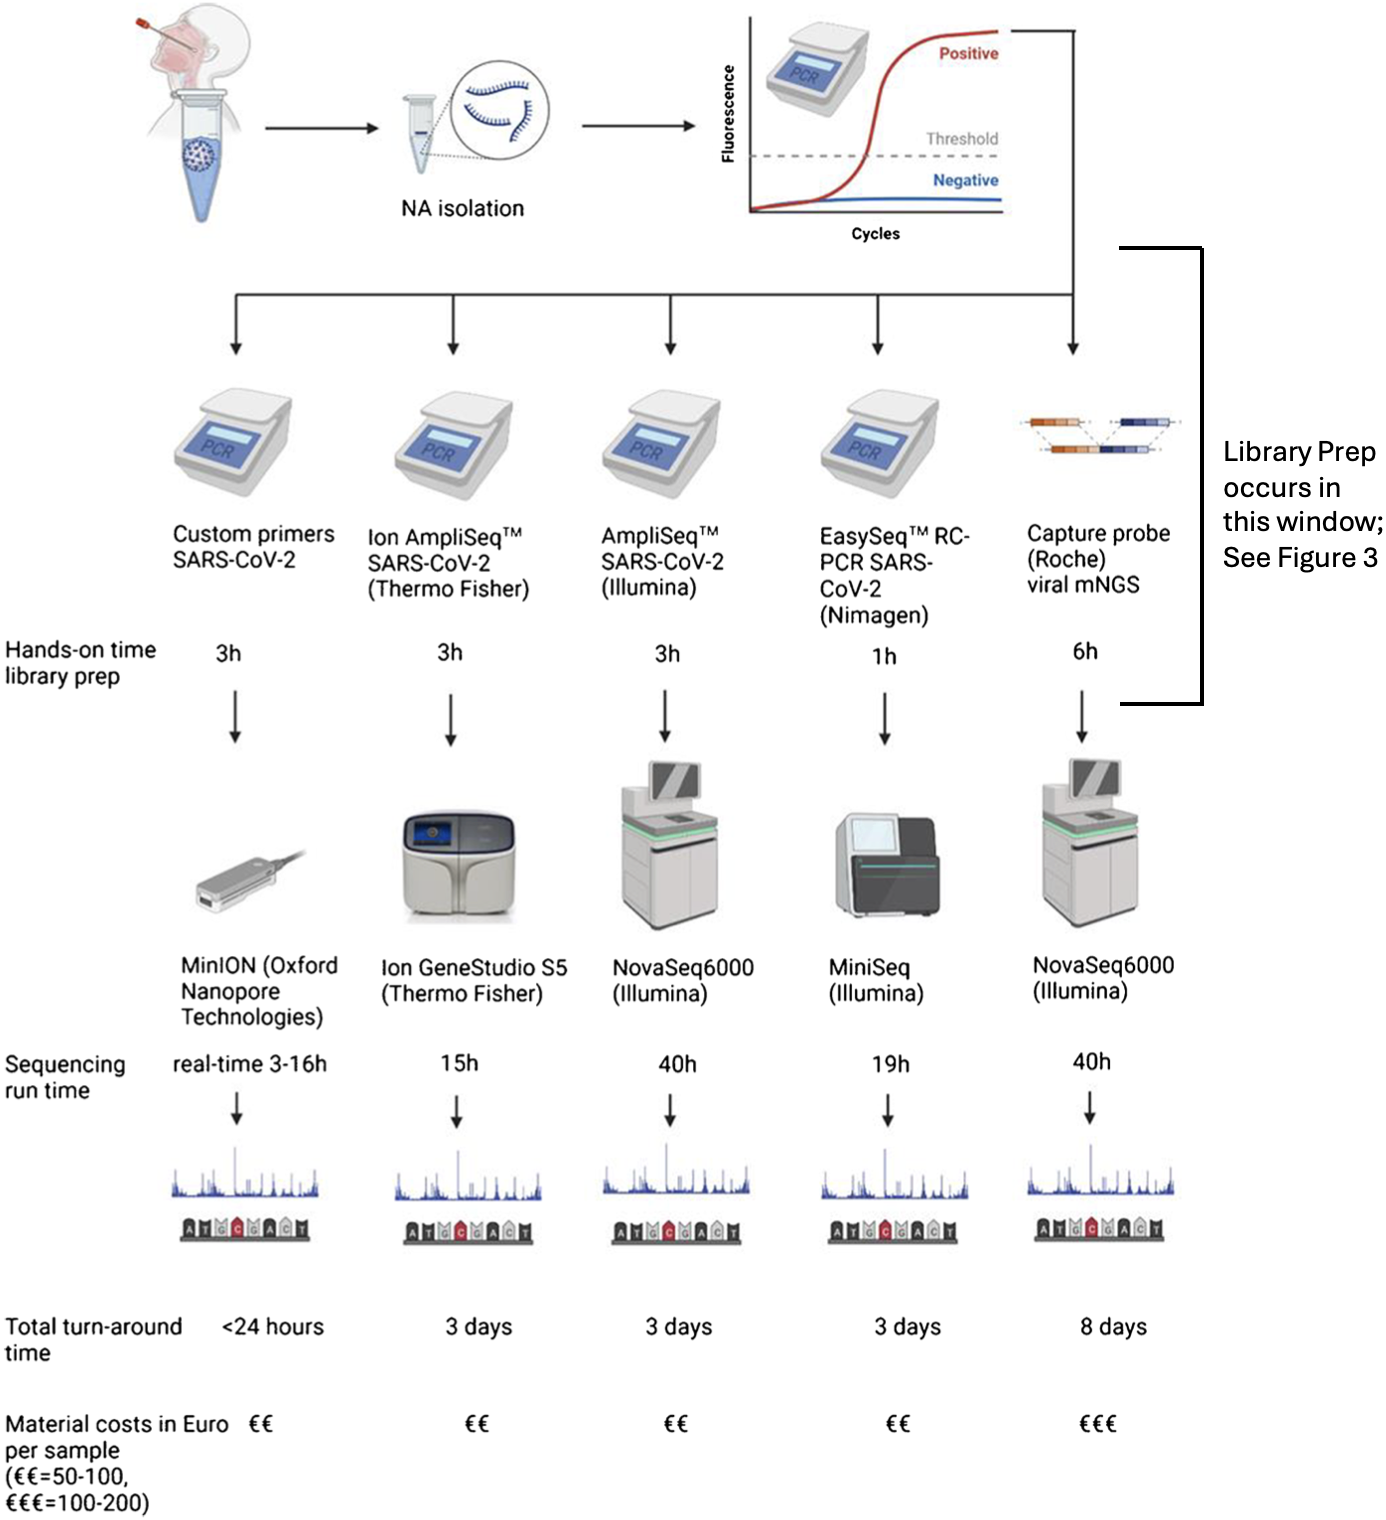 Fluorescence
PCR
Positive
Threshold
Negative
Cycles
NA isolation
Library Prep
occurs in
this window;
See Figure 3
PCR
PCR
PCR
PCR
Custom primers
SARS-CoV-2
Ion AmpliSeq™
SARS-CoV-2
(Thermo Fisher)
AmpliSeq™
SARS-CoV-2
(Illumina)
EasySeq™ RC-
PCR SARS-
CoV-2
(Nimagen)
Capture probe
(Roche)
viral mNGS
Hands-on time
library prep
3h
3h
3h
1h
6h
MinION (Oxford
Nanopore
Technologies)
Ion GeneStudio S5
(Thermo Fisher)
NovaSeq6000
(Illumina)
MiniSeq
(Illumina)
NovaSeq6000
(Illumina)
Sequencing
run time
real-time 3-16h
15h
40h
19h
40h
A T G C G A C T
A T G C G A C T
A T G C G A C T
A T G C G A C T
A T G C G A C T
Total turn-around
time
<24 hours
3 days
3 days
3 days
8 days
Material costs in Euro
per sample
(€€=50-100,
€€€=100-200)
€€
€€
€€
€€
€€€